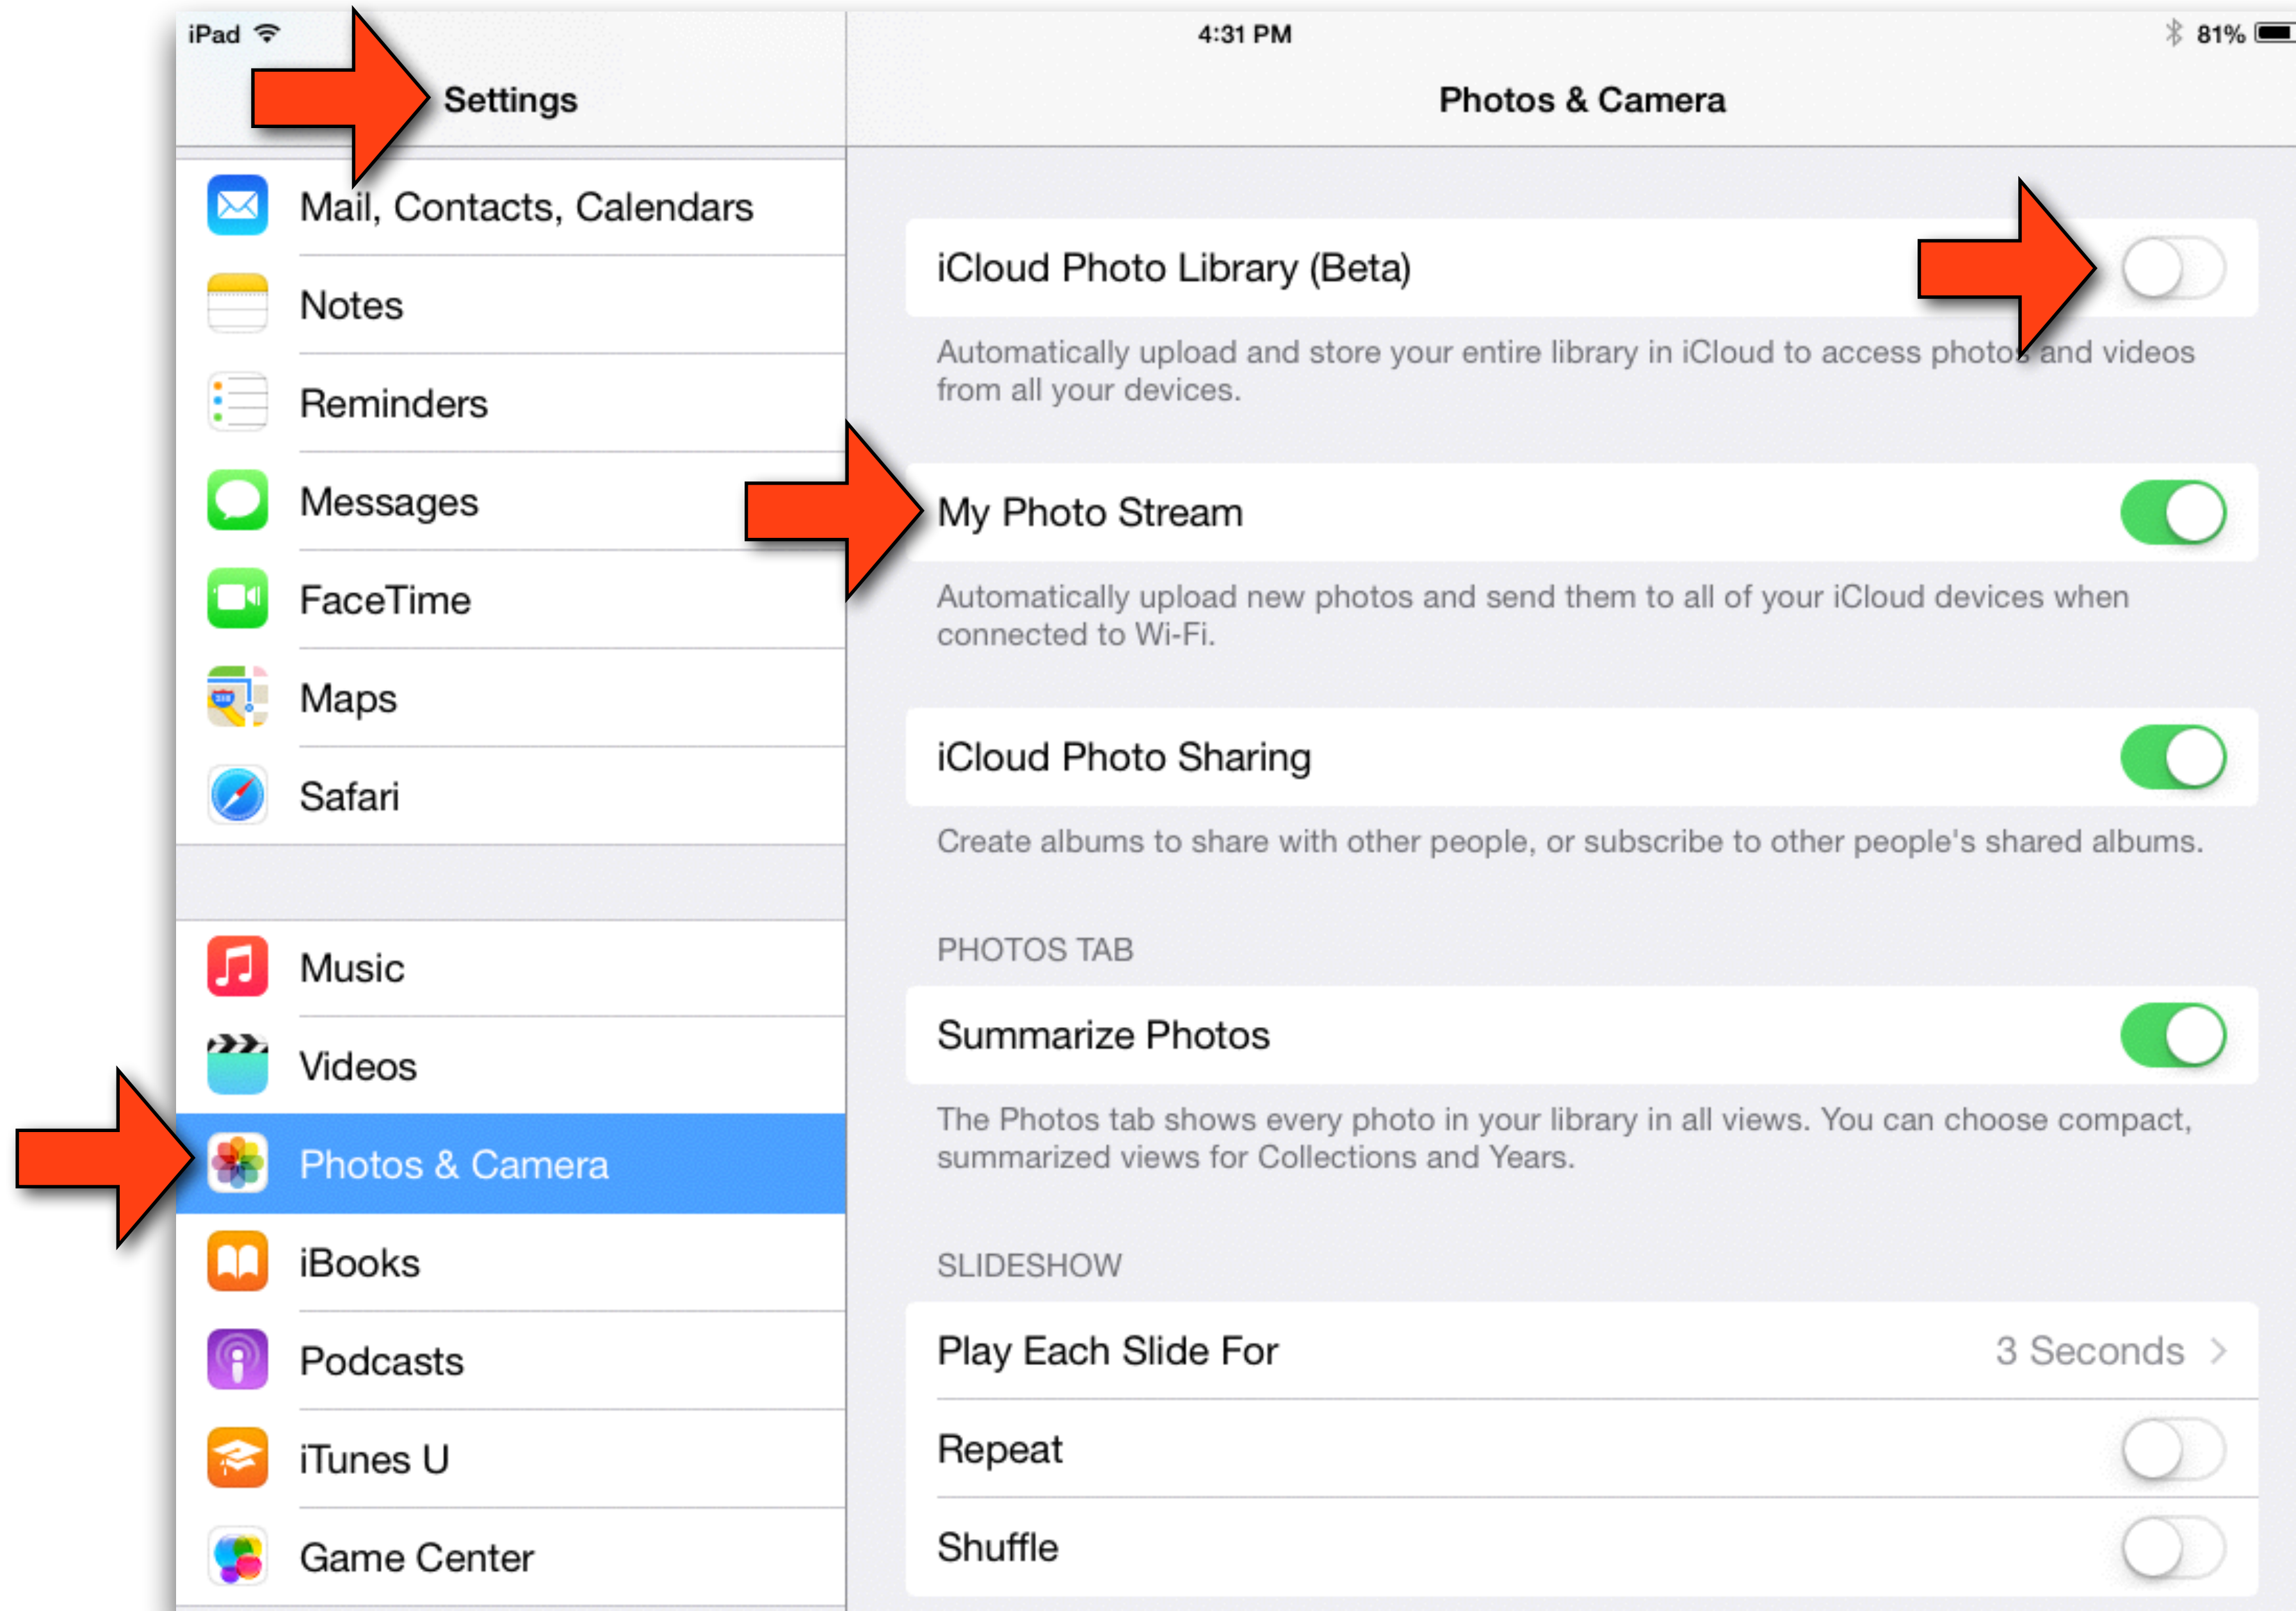 iPad
4:31 PM
81%
Settings
Photos & Camera
Mail, Contacts, Calendars
Notes
Reminders
Messages
FaceTime
Maps
Safari
Music
Videos
Photos & Camera
iBooks
Podcasts
iTunes U
Game Center
iCloud Photo Library (Beta)
Automatically upload and store your entire library in iCloud to access photos and videos
from all your devices.
My Photo Stream
Automatically upload new photos and send them to all of your iCloud devices when
connected to Wi-Fi.
iCloud Photo Sharing
Create albums to share with other people, or subscribe to other people's shared albums.
PHOTOS TAB
Summarize Photos
The Photos tab shows every photo in your library in all views. You can choose compact,
summarized views for Collections and Years.
SLIDESHOW
Play Each Slide For
3 Seconds
Repeat
Shuffle